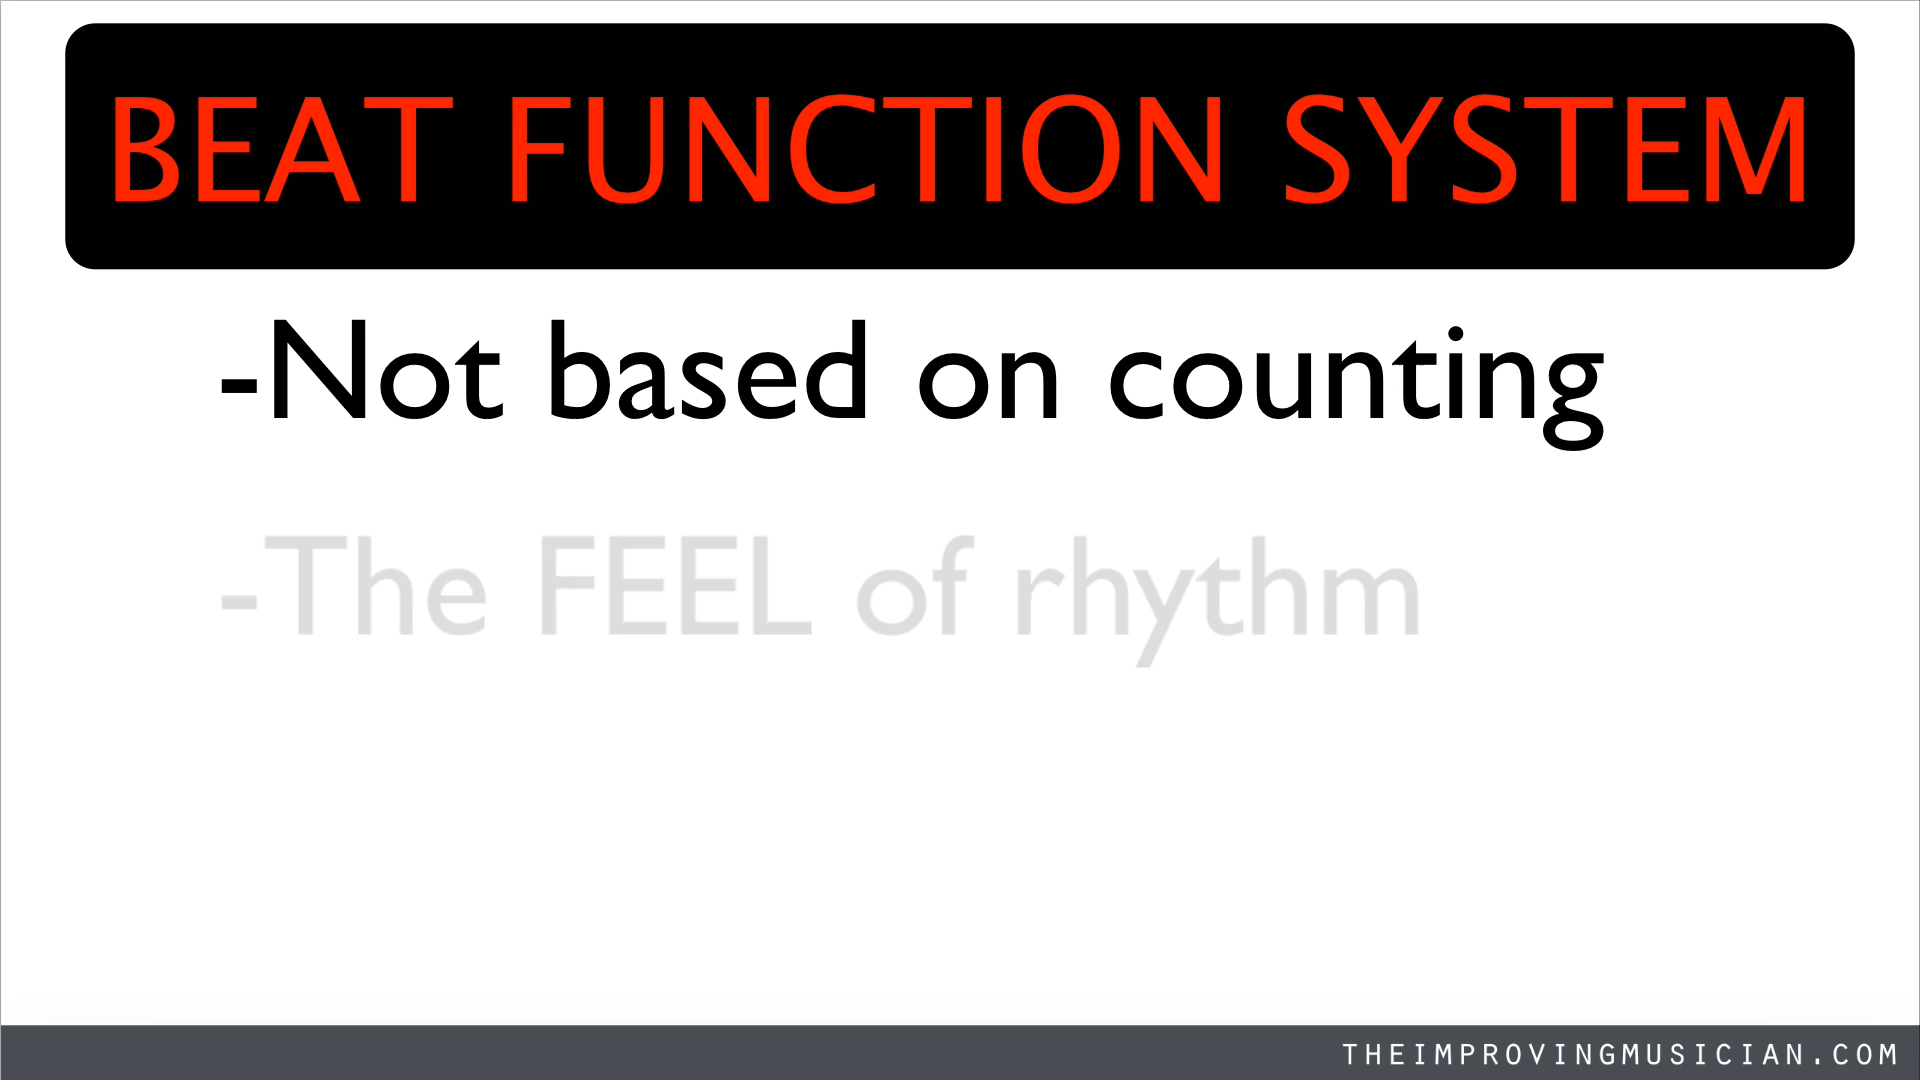 BEAT FUNCTION SYSTEM
-Not based on counting
-The FEEL of rhythm
THEIMPROVINGMUSICIAN.COM